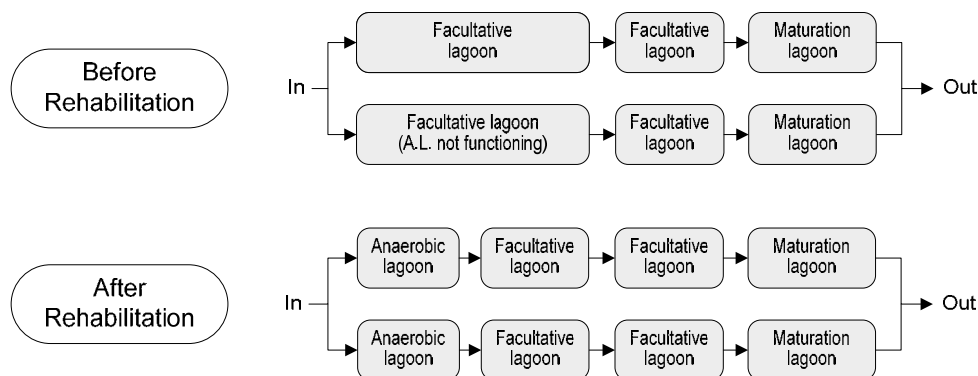 Before
Rehabilitation
In
Facultative
lagoon
Facultative
lagoon
Maturation
lagoon
Facultative lagoon
(A.L. not functioning)
Facultative
lagoon
Maturation
lagoon
Out
After
Rehabilitation
In
Anaerobic
lagoon
Facultative
lagoon
Facultative
lagoon
Maturation
lagoon
Anaerobic
lagoon
Facultative
lagoon
Facultative
lagoon
Maturation
lagoon
Out